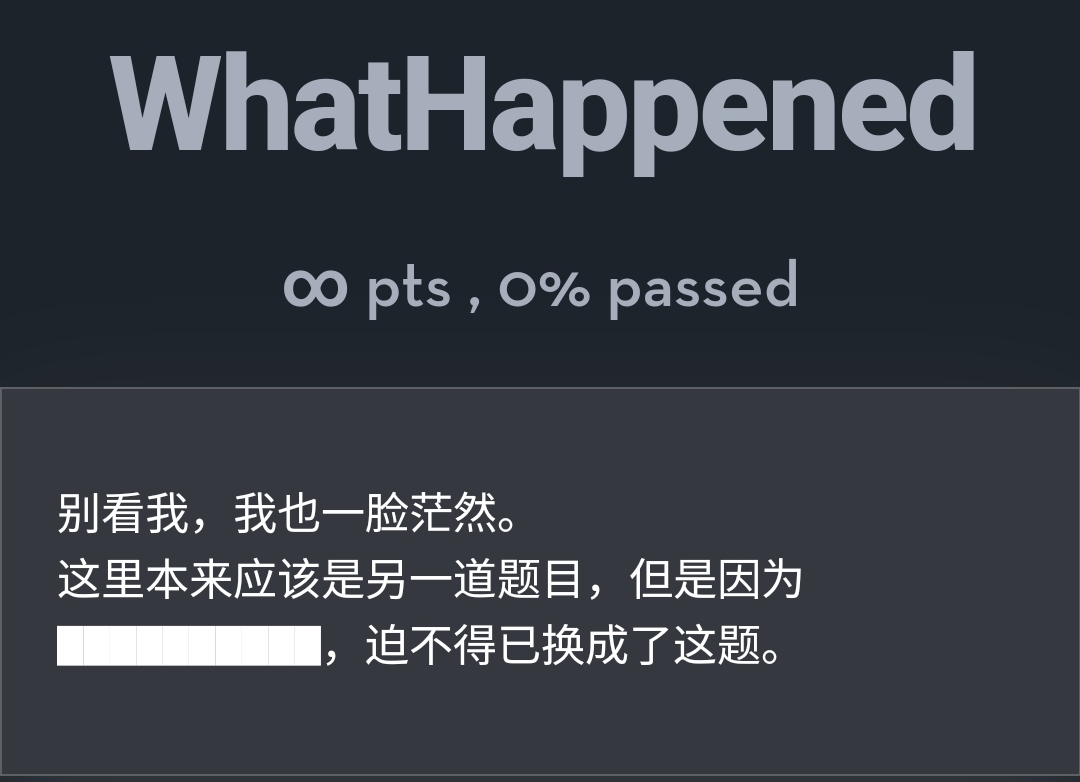 WhatHappened
∞ pts , 0% passed
别看我，我也一脸茫然。
这里本来应该是另一道题目，但是因为
██████████，迫不得已换成了这题。